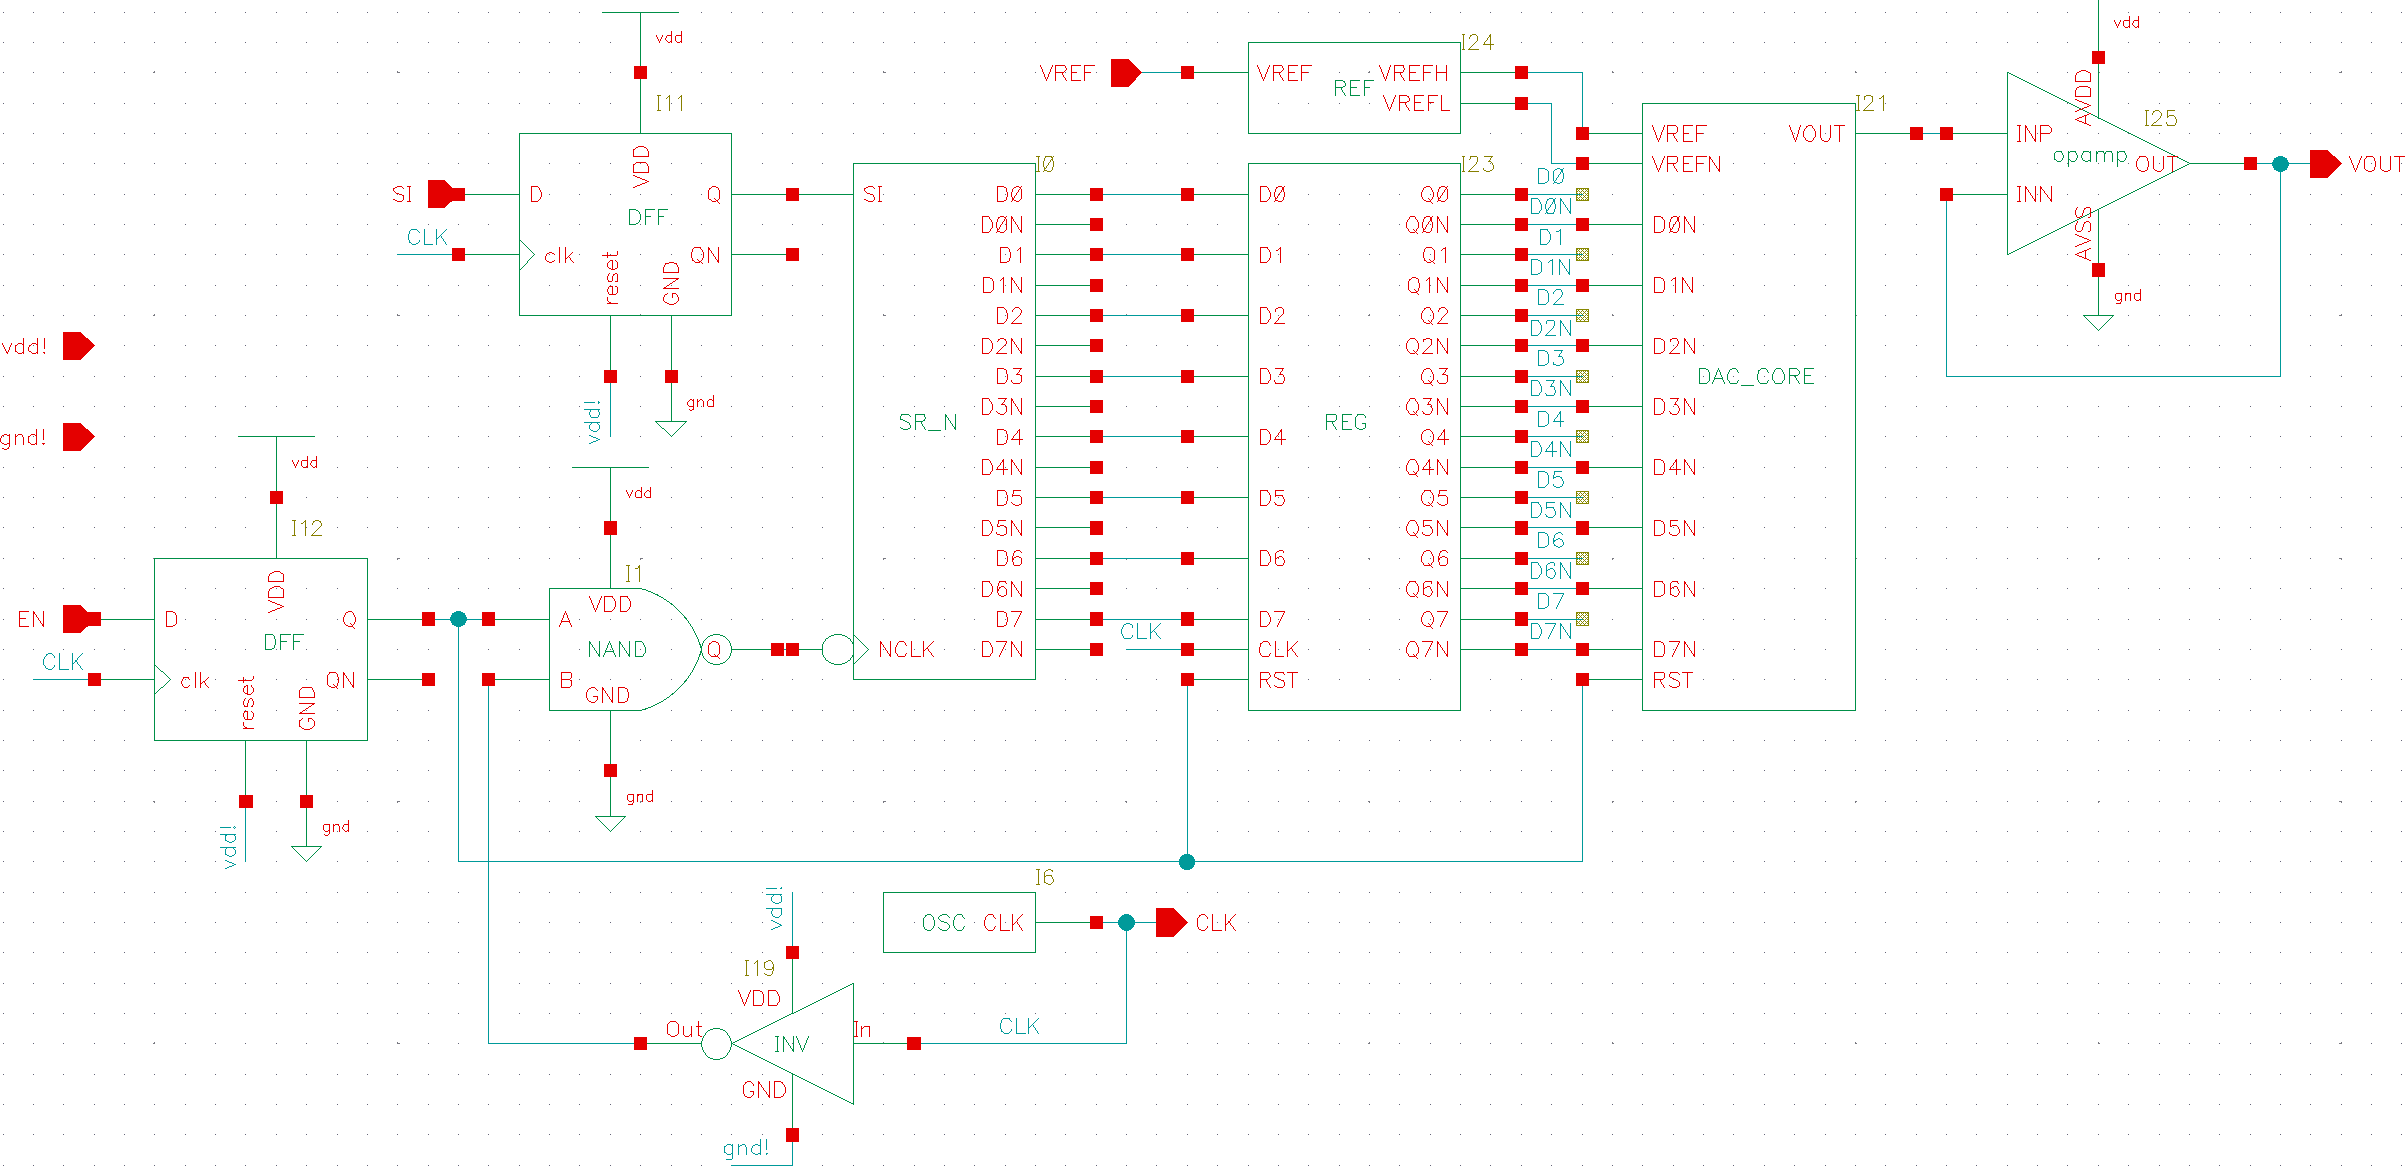 vdd
I11
VDD
SI
D
DFF
Q
CLK
clk
QN
reset
GND
vdd!
gnd
vdd!
gnd!
vdd
I12
VDD
EN
D
DFF
Q
CLK
clk
QN
reset
GND
vdd!
gnd
vdd
I1
VDD
A
NAND
Q
B
GND
gnd
I0
SI
D0
D0N
D1
D1N
D2
D2N
D3
D3N
SR_N
D4
D4N
D5
D5N
D6
D6N
D7
NCLK
D7N
VREF
I24
VREF
REF
VREFH
VREFL
I23
D0
Q0
Q0N
D1
Q1
Q1N
D2
Q2
Q2N
D3
Q3
Q3N
REG
D4
Q4
Q4N
D5
Q5
Q5N
D6
Q6
Q6N
D7
Q7
CLK
CLK
Q7N
RST
D0
D0N
D1
D1N
D2
D2N
D3
D3N
D4
D4N
D5
D5N
D6
D6N
D7
D7N
I21
VREF
VOUT
VREFN
D0N
D1N
D2N
D3N
DAC_CORE
D4N
D5N
D6N
D7N
RST
vdd
AVDD
I25
INP
opamp
OUT
VOUT
INN
AVSS
gnd
I6
OSC CLK
CLK
vdd!
I19
VDD
Out
INV
In
CLK
GND
gnd!